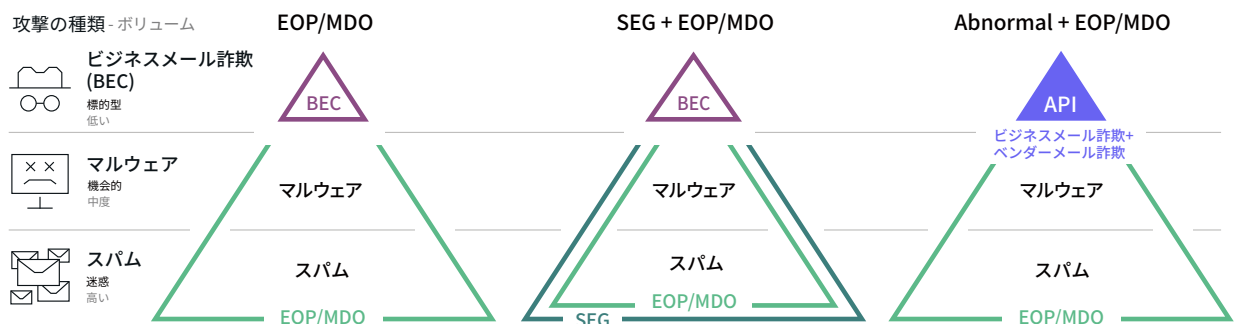 攻撃の種類 - ボリューム
EOP/MDO
SEG + EOP/MDO
Abnormal + EOP/MDO
ビジネスメール詐欺
(BEC)
標的型
低い
BEC
BEC
API
ビジネスメール詐欺+
ベンダーメール詐欺
マルウェア
機会的
中度
マルウェア
マルウェア
マルウェア
スパム
迷惑
高い
スパム
スパム
スパム
EOP/MDO
EOP/MDO
SEG
EOP/MDO